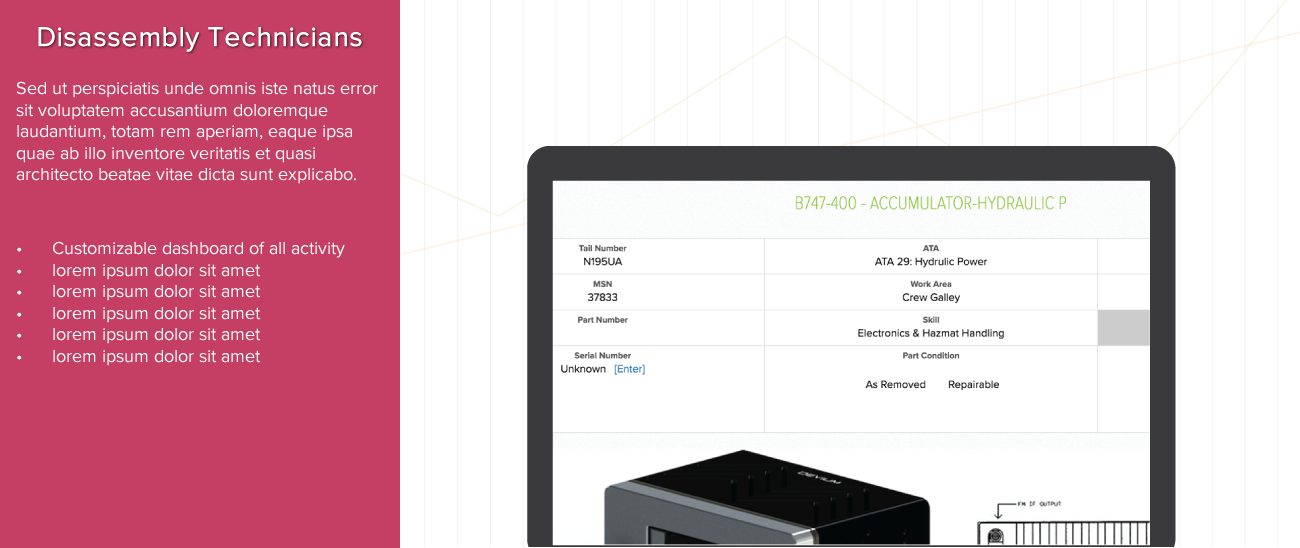 Disassembly Technicians
Sed ut perspiciatis unde omnis iste natus error
sit voluptatem accusantium doloremque
laudantium, totam rem aperiam, eaque ipsa
quae ab illo inventore veritatis et quasi
architecto beatae vitae dicta sunt explicabo.
• Customizable dashboard of all activity
• lorem ipsum dolor sit amet
• lorem ipsum dolor sit amet
• lorem ipsum dolor sit amet
• lorem ipsum dolor sit amet
• lorem ipsum dolor sit amet
B747-400 - ACCUMULATOR-HYDRAULIC P
Tail Number
N195UA
ATA
ATA 29: Hydrulic Power
MSN
37833
Work Area
Crew Galley
Part Number
Skill
Electronics & Hazmat Handling
Serial Number
Unknown [Enter]
Part Condition
As Removed Repairable
FM IF OUTPUT